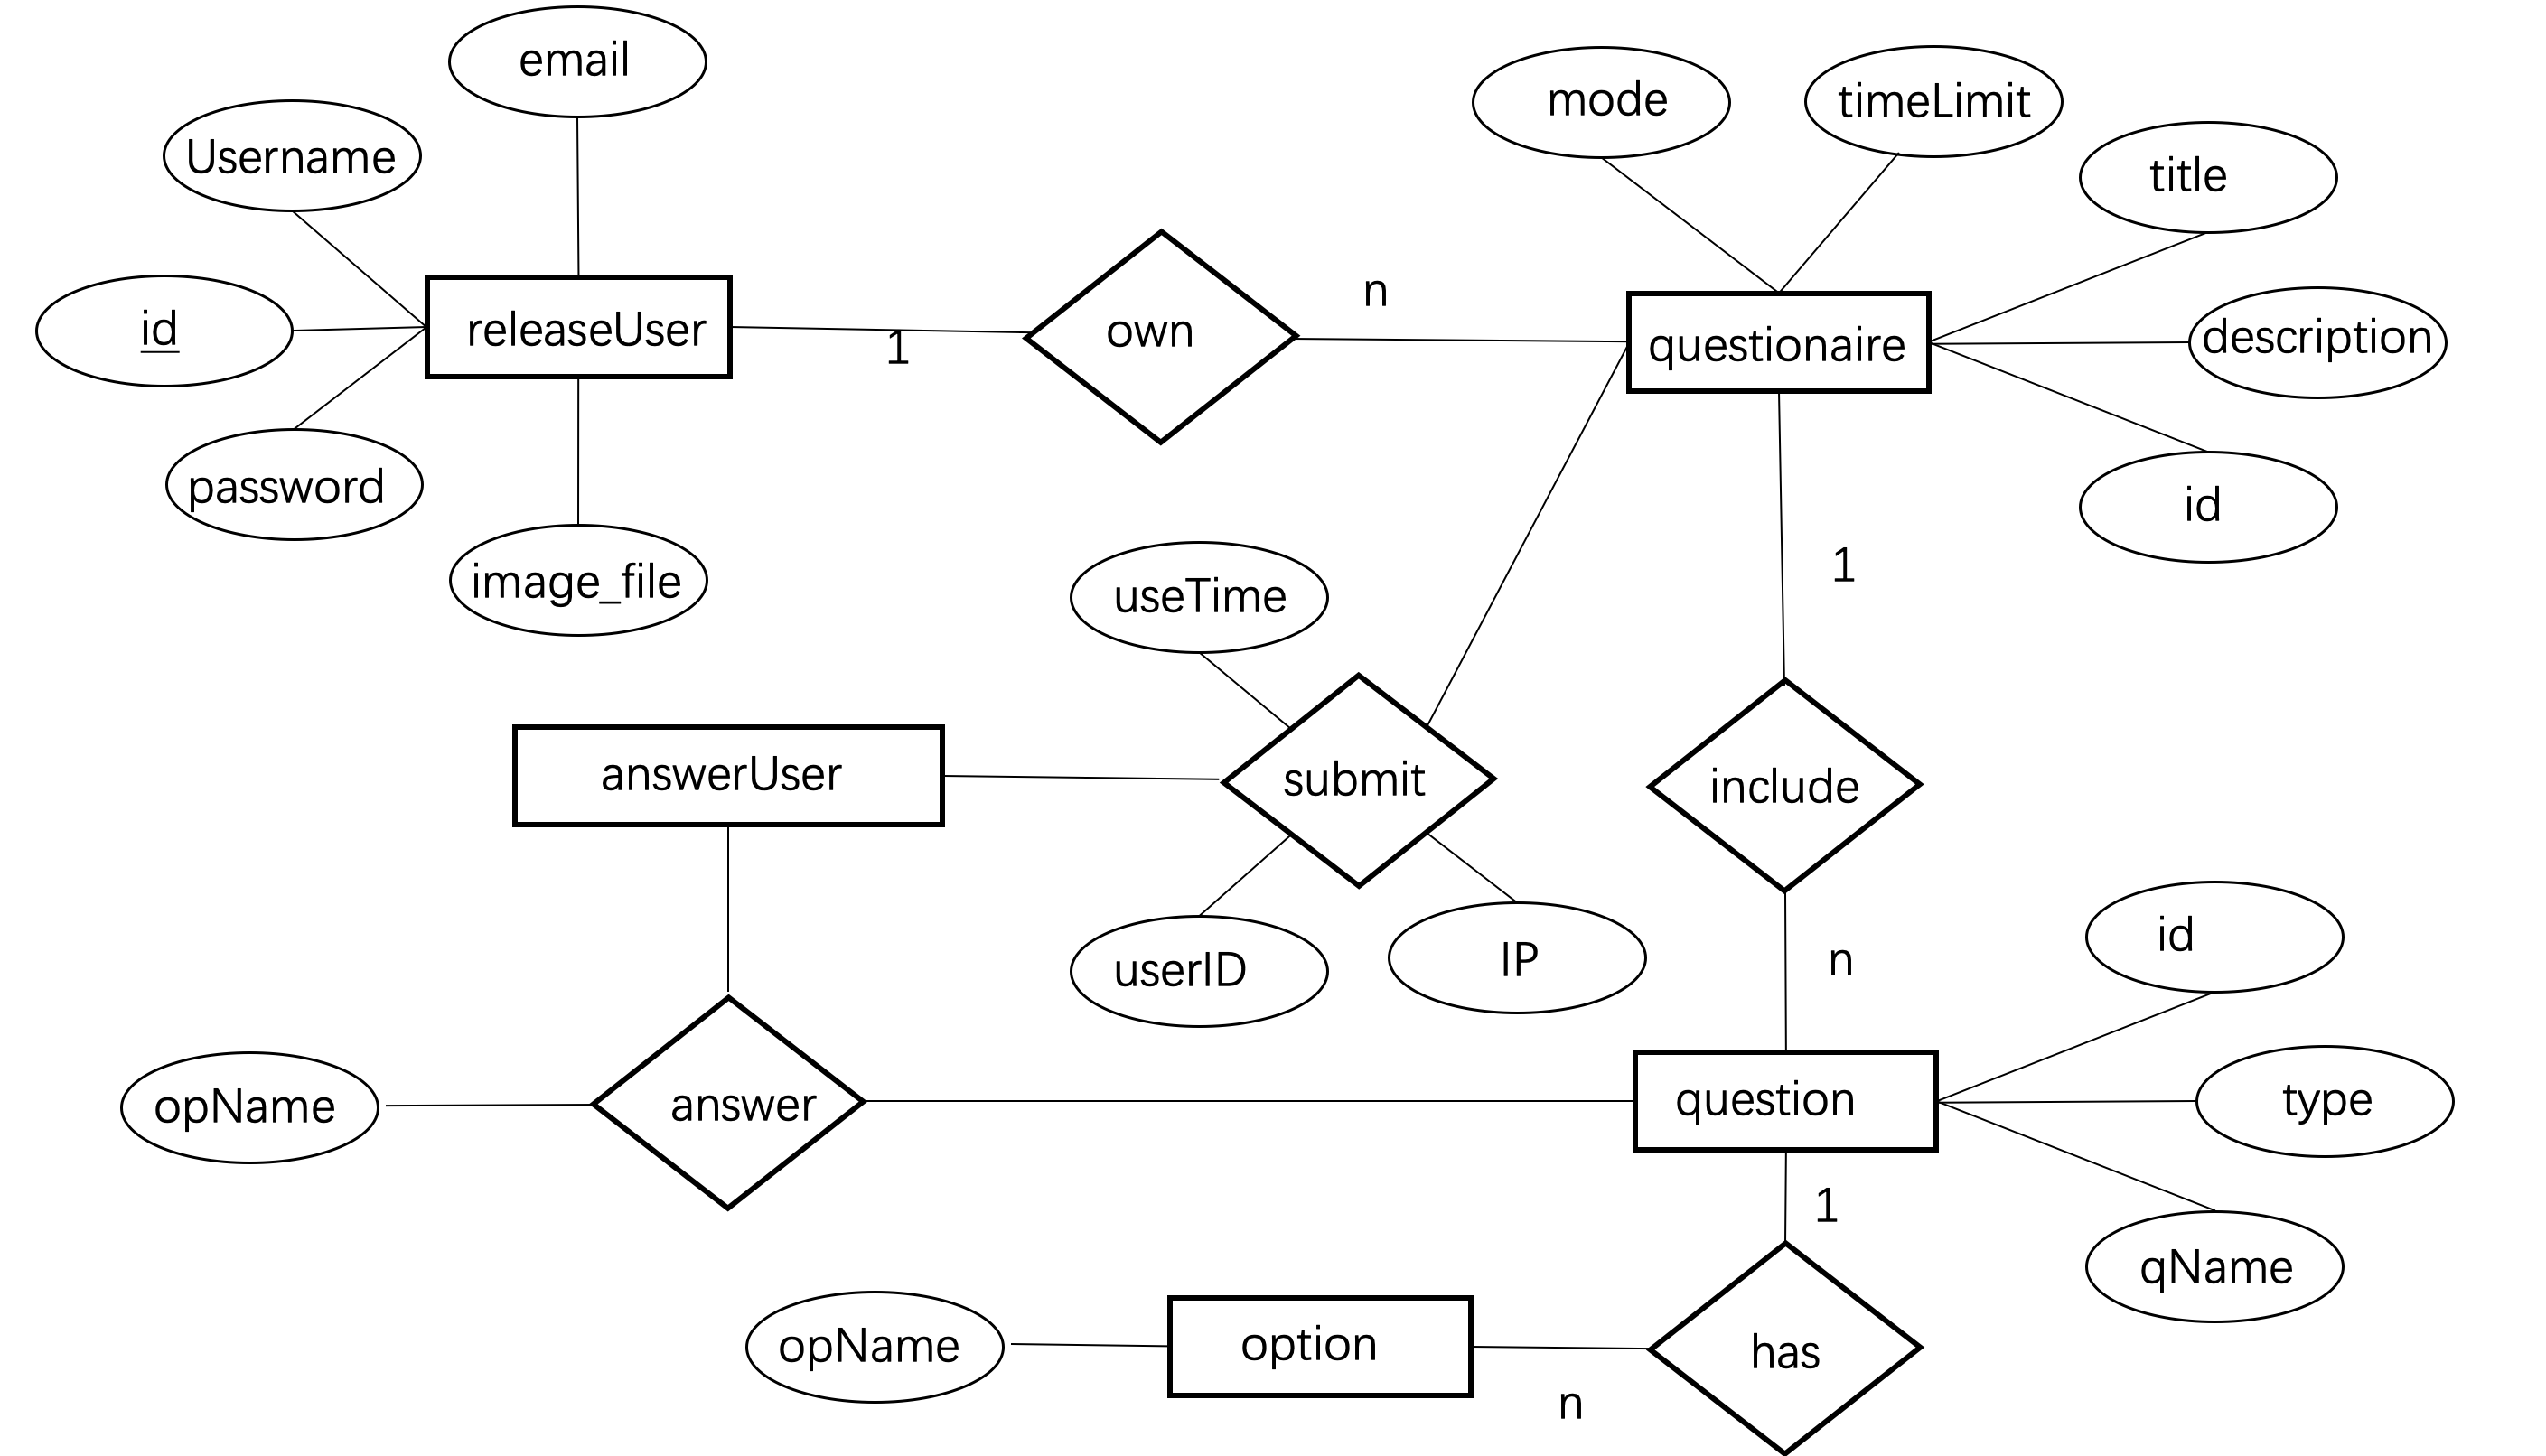 email
mode
timeLimit
Username
title
id
releaseUser
1
own
n
questionaire
description
password
id
image_file
useTime
1
answerUser
submit
include
userID
IP
n
id
opName
answer
question
type
1
qName
opName
option
n
has